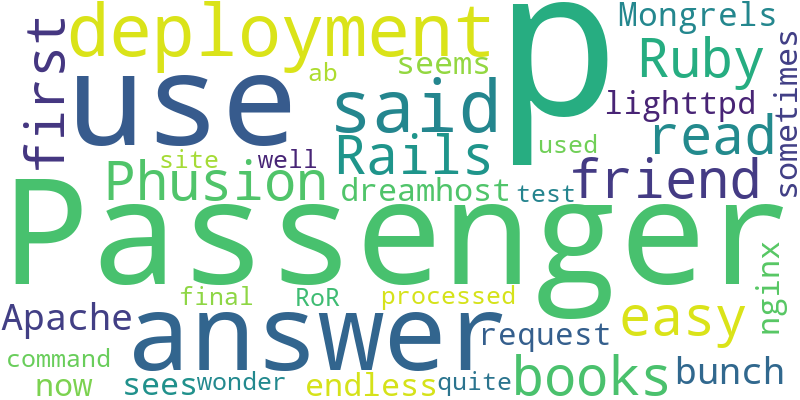 deployment
p
Mongrels
first
use
ab
seems
Ruby
sometimes
said
lighttpd
Rails
used
read
site
well
Phusion
dreamhost
test
friend
Passenger
nginx
final
RoR
processed
Apache
answer
request
easy
command
now
sees
wonder
endless
quite
books
bunch